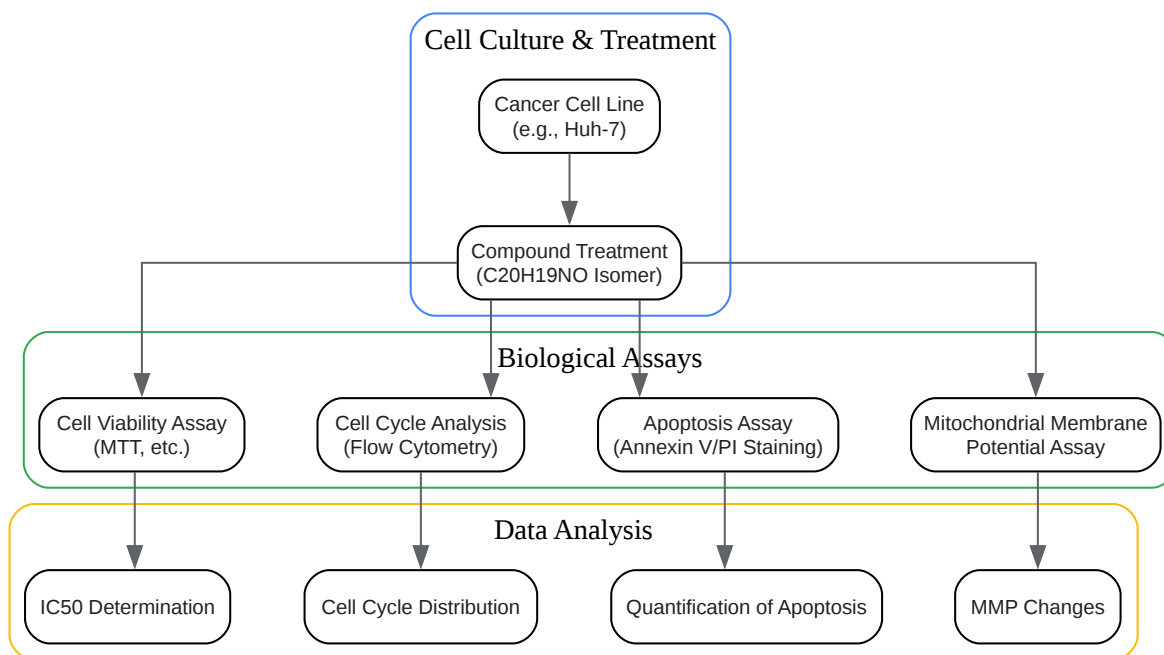 Cell Culture & Treatment
Cancer Cell Line
(e.g., Huh-7)
Compound Treatment
(C20H19NO Isomer)
Biological Assays
Cell Viability Assay
(MTT, etc.)
Cell Cycle Analysis
(Flow Cytometry)
Apoptosis Assay
(Annexin V/PI Staining)
Mitochondrial Membrane
Potential Assay
Data Analysis
IC50 Determination
Cell Cycle Distribution
Quantification of Apoptosis
MMP Changes